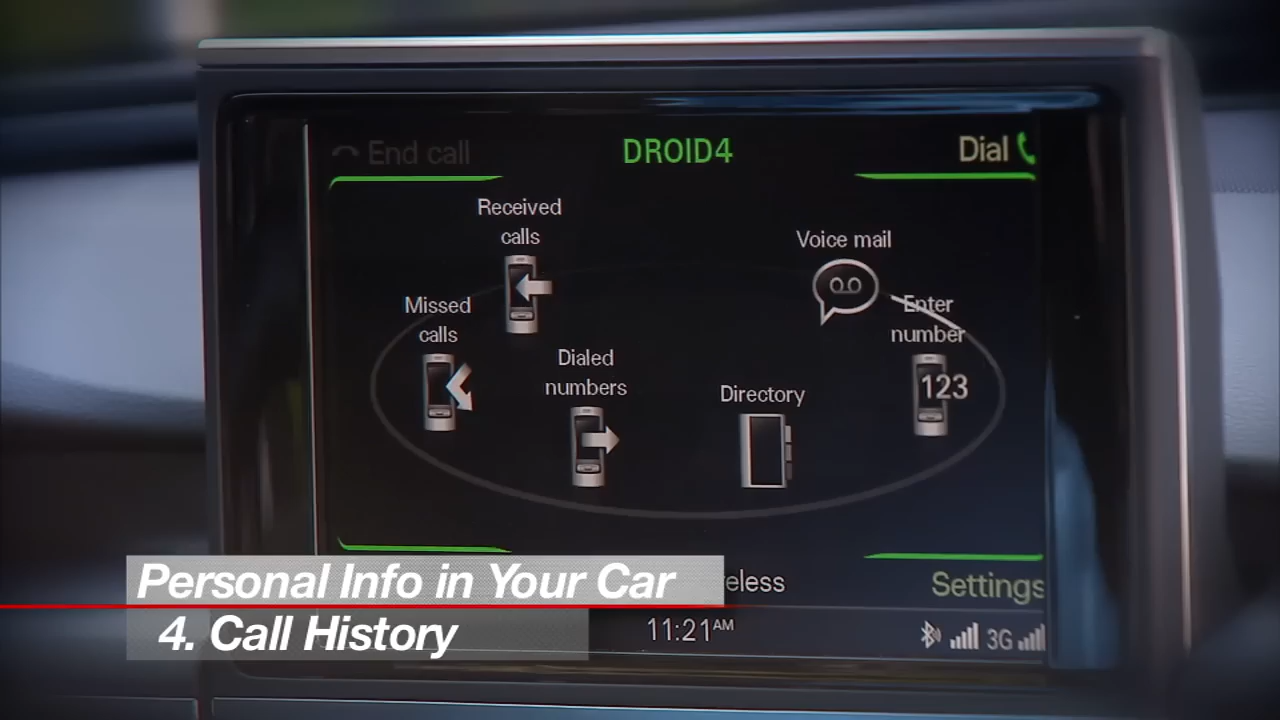 End call
DROID4
Dial
Received
calls
Voice mail
Missed
calls
Enter
number
Dialed
numbers
Directory
123
Settings
Personal Info in Your Car
4. Call History
11:21AM
3G